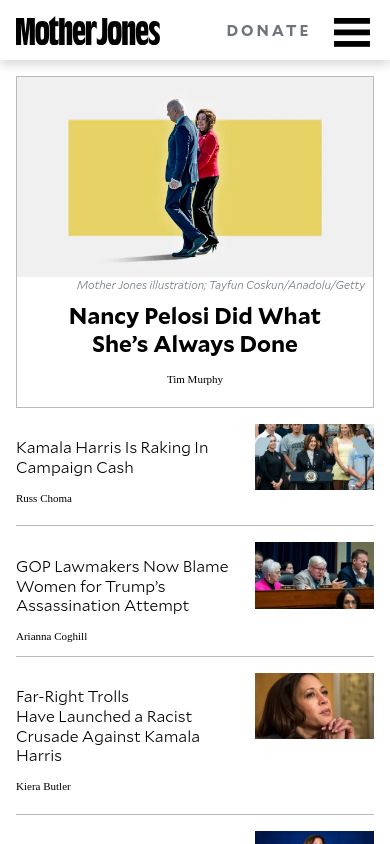 Mother Jones
DONATE
Mother Jones illustration; Tayfun Coskun/Anadolu/Getty
Nancy Pelosi Did What
She’s Always Done
Tim Murphy
Kamala Harris Is Raking In
Campaign Cash
Russ Choma
GOP Lawmakers Now Blame
Women for Trump’s
Assassination Attempt
Arianna Coghill
Far-Right Trolls
Have Launched a Racist
Crusade Against Kamala
Harris
Kiera Butler